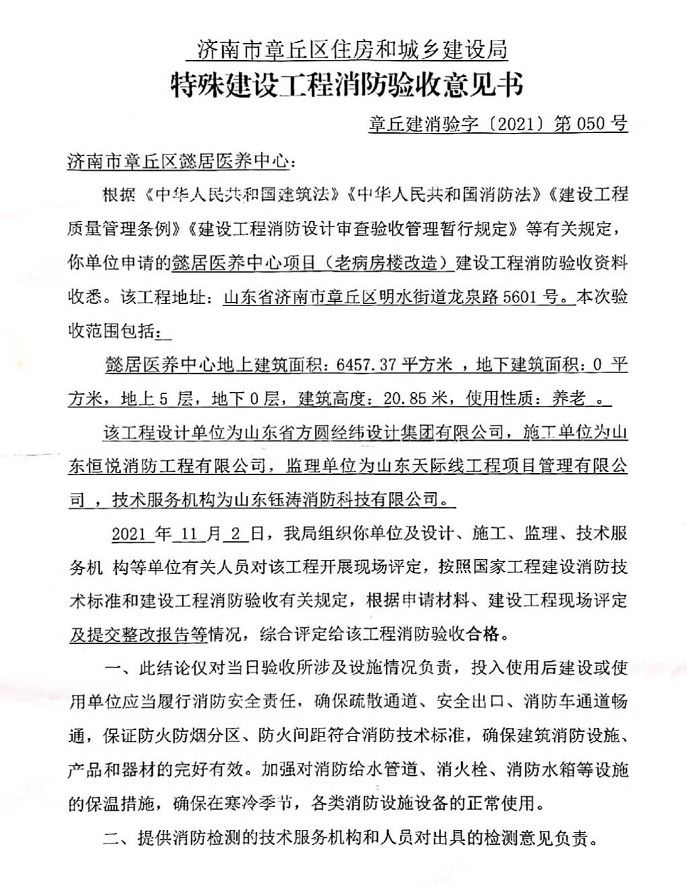 济南市章丘区住房和城乡建设局
特殊建设工程消防验收意见书
章丘建消验字〔2021〕第 050 号
济南市章丘区懿居医养中心：
根据《中华人民共和国建筑法》《中华人民共和国消防法》《建设工程
质量管理条例》《建设工程消防设计审查验收管理暂行规定》等有关规定，
你单位申请的懿居医养中心项目（老病房楼改造）建设工程消防验收资料
收悉。该工程地址：山东省济南市章丘区明水街道龙泉路 5601 号。本次验
收范围包括：
懿居医养中心地上建筑面积：6457.37 平方米 ，地下建筑面积：0 平
方米，地上 5 层，地下 0 层，建筑高度：20.85 米，使用性质：养老 。
该工程设计单位为山东省方圆经纬设计集团有限公司，施工单位为山
东恒悦消防工程有限公司，监理单位为山东天际线工程项目管理有限公
司 ，技术服务机构为山东钰涛消防科技有限公司。
2021 年 11 月 2 日，我局组织你单位及设计、施工、监理、技术服
务机 构等单位有关人员对该工程开展现场评定，按照国家工程建设消防技
术标准和建设工程消防验收有关规定，根据申请材料、建设工程现场评定
及提交整改报告等情况，综合评定给该工程消防验收合格。
一、此结论仅对当日验收所涉及设施情况负责，投入使用后建设或使
用单位应当履行消防安全责任，确保疏散通道、安全出口、消防车通道畅
通，保证防火防烟分区、防火间距符合消防技术标准，确保建筑消防设施、
产品和器材的完好有效。加强对消防给水管道、消火栓、消防水箱等设施
的保温措施，确保在寒冷季节，各类消防设施设备的正常使用。
二、提供消防检测的技术服务机构和人员对出具的检测意见负责。